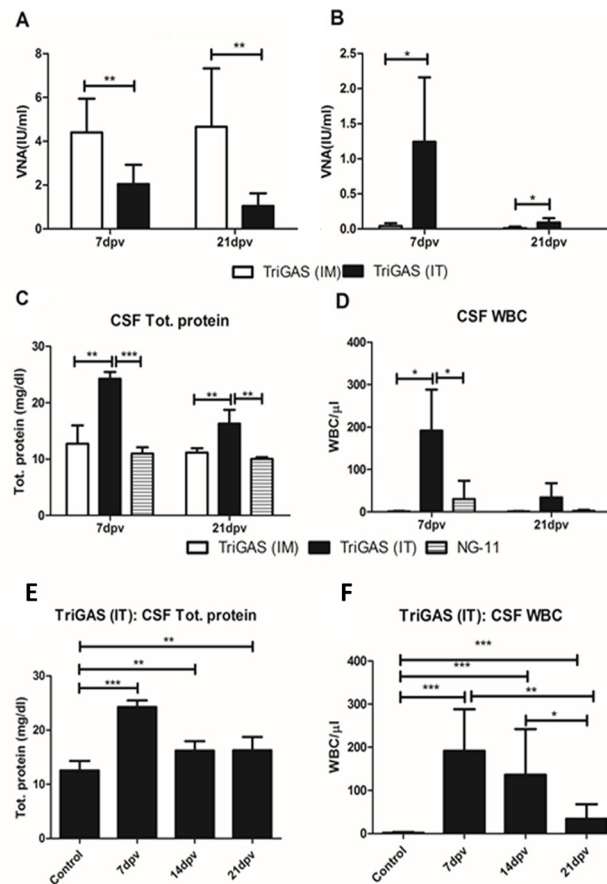 A
B
**
**
8
6
4
2
0
VNA(IU/ml)
7dpv
21dpv
*
*
2.5
2.0
1.5
1.0
0.5
0.0
VNA(IU/ml)
7dpv
21dpv
TriGAS (IM) TriGAS (IT)
C
D
CSF Tot. protein
CSF WBC
30
20
10
0
Tot. protein (mg/dl)
** ***
** **
7dpv
21dpv
400
300
200
100
0
WBC/µl
* *
7dpv
21dpv
TriGAS (IM) TriGAS (IT) NG-11
E
F
TriGAS (IT): CSF Tot. protein
TriGAS (IT): CSF WBC
**
**
***
30
20
10
0
Tot. protein (mg/dl)
Control
7dpv
14dpv
21dpv
***
***
*** **
*
400
300
200
100
0
WBC/µl
Control
7dpv
14dpv
21dpv